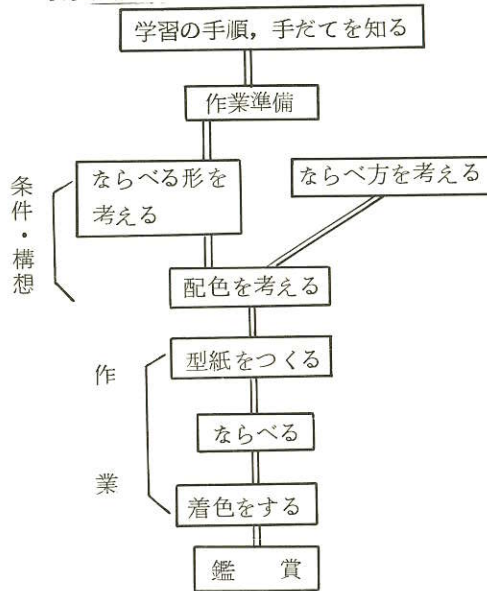 学習の手順，手だてを知る
作業準備
ならべる形を
考える
ならべ方を考える
条件・構想
配色を考える
型紙をつくる
ならべる
着色をする
作業
鑑賞